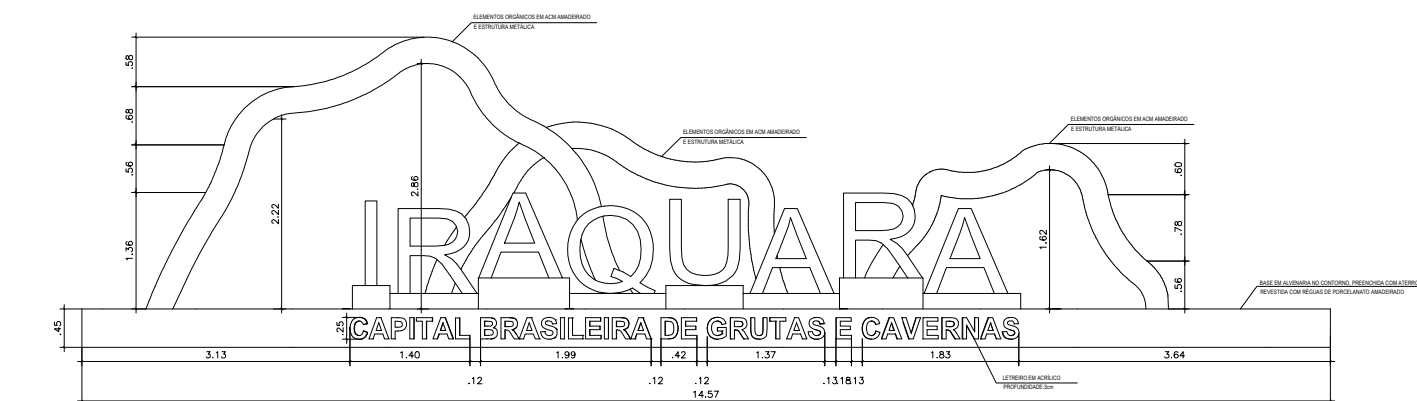 ELEMENTOS ORGÂNICOS EM ACM AMADEIRADO
E ESTRUTURA METÁLICA
ELEMENTOS ORGÂNICOS EM ACM AMADEIRADO
E ESTRUTURA METÁLICA
ELEMENTOS ORGÂNICOS EM ACM AMADEIRADO
E ESTRUTURA METÁLICA
.58
.68
.56
1.36
2.22
2.86
1.62
.60
.78
.56
IRAQUARA
BASE EM ALVENARIA NO CONTORNO, PREENCHIDA COM ATERRO
REVESTIDA COM RÉGUAS DE PORCELANATO AMADEIRADO
.45
.25
CAPITAL BRASILEIRA DE GRUTAS E CAVERNAS
3.13 1.40 1.99 .42 1.37 1.83 3.64
.12 .12 .12 .13 .18 .13
LETREIRO EM ACRÍLICO
PROFUNDIDADE:3cm
14.57